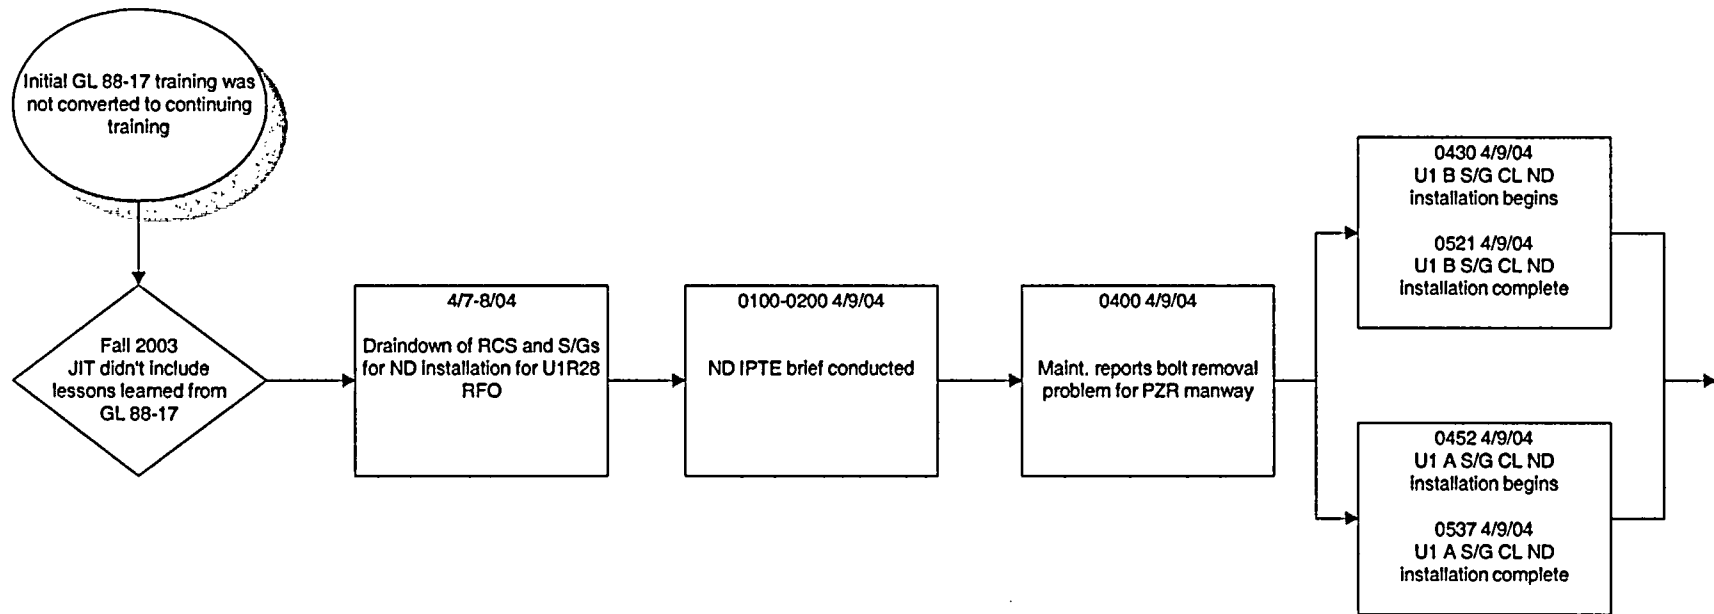 Initial GL 88-17 training was
not converted to continuing
training
Fall 2003
JIT didn't include
lessons learned from
GL 88-17
4/7-8/04
Draindown of RCS and S/Gs
for ND installation for U1R28
RFO
0100-0200 4/9/04
ND IPTE brief conducted
0400 4/9/04
Maint. reports bolt removal
problem for PZR manway
0430 4/9/04
U1 B S/G CL ND
installation begins
0521 4/9/04
U1 B S/G CL ND
installation complete
0452 4/9/04
U1 A S/G CL ND
installation begins
0537 4/9/04
U1 A S/G CL ND
installation complete